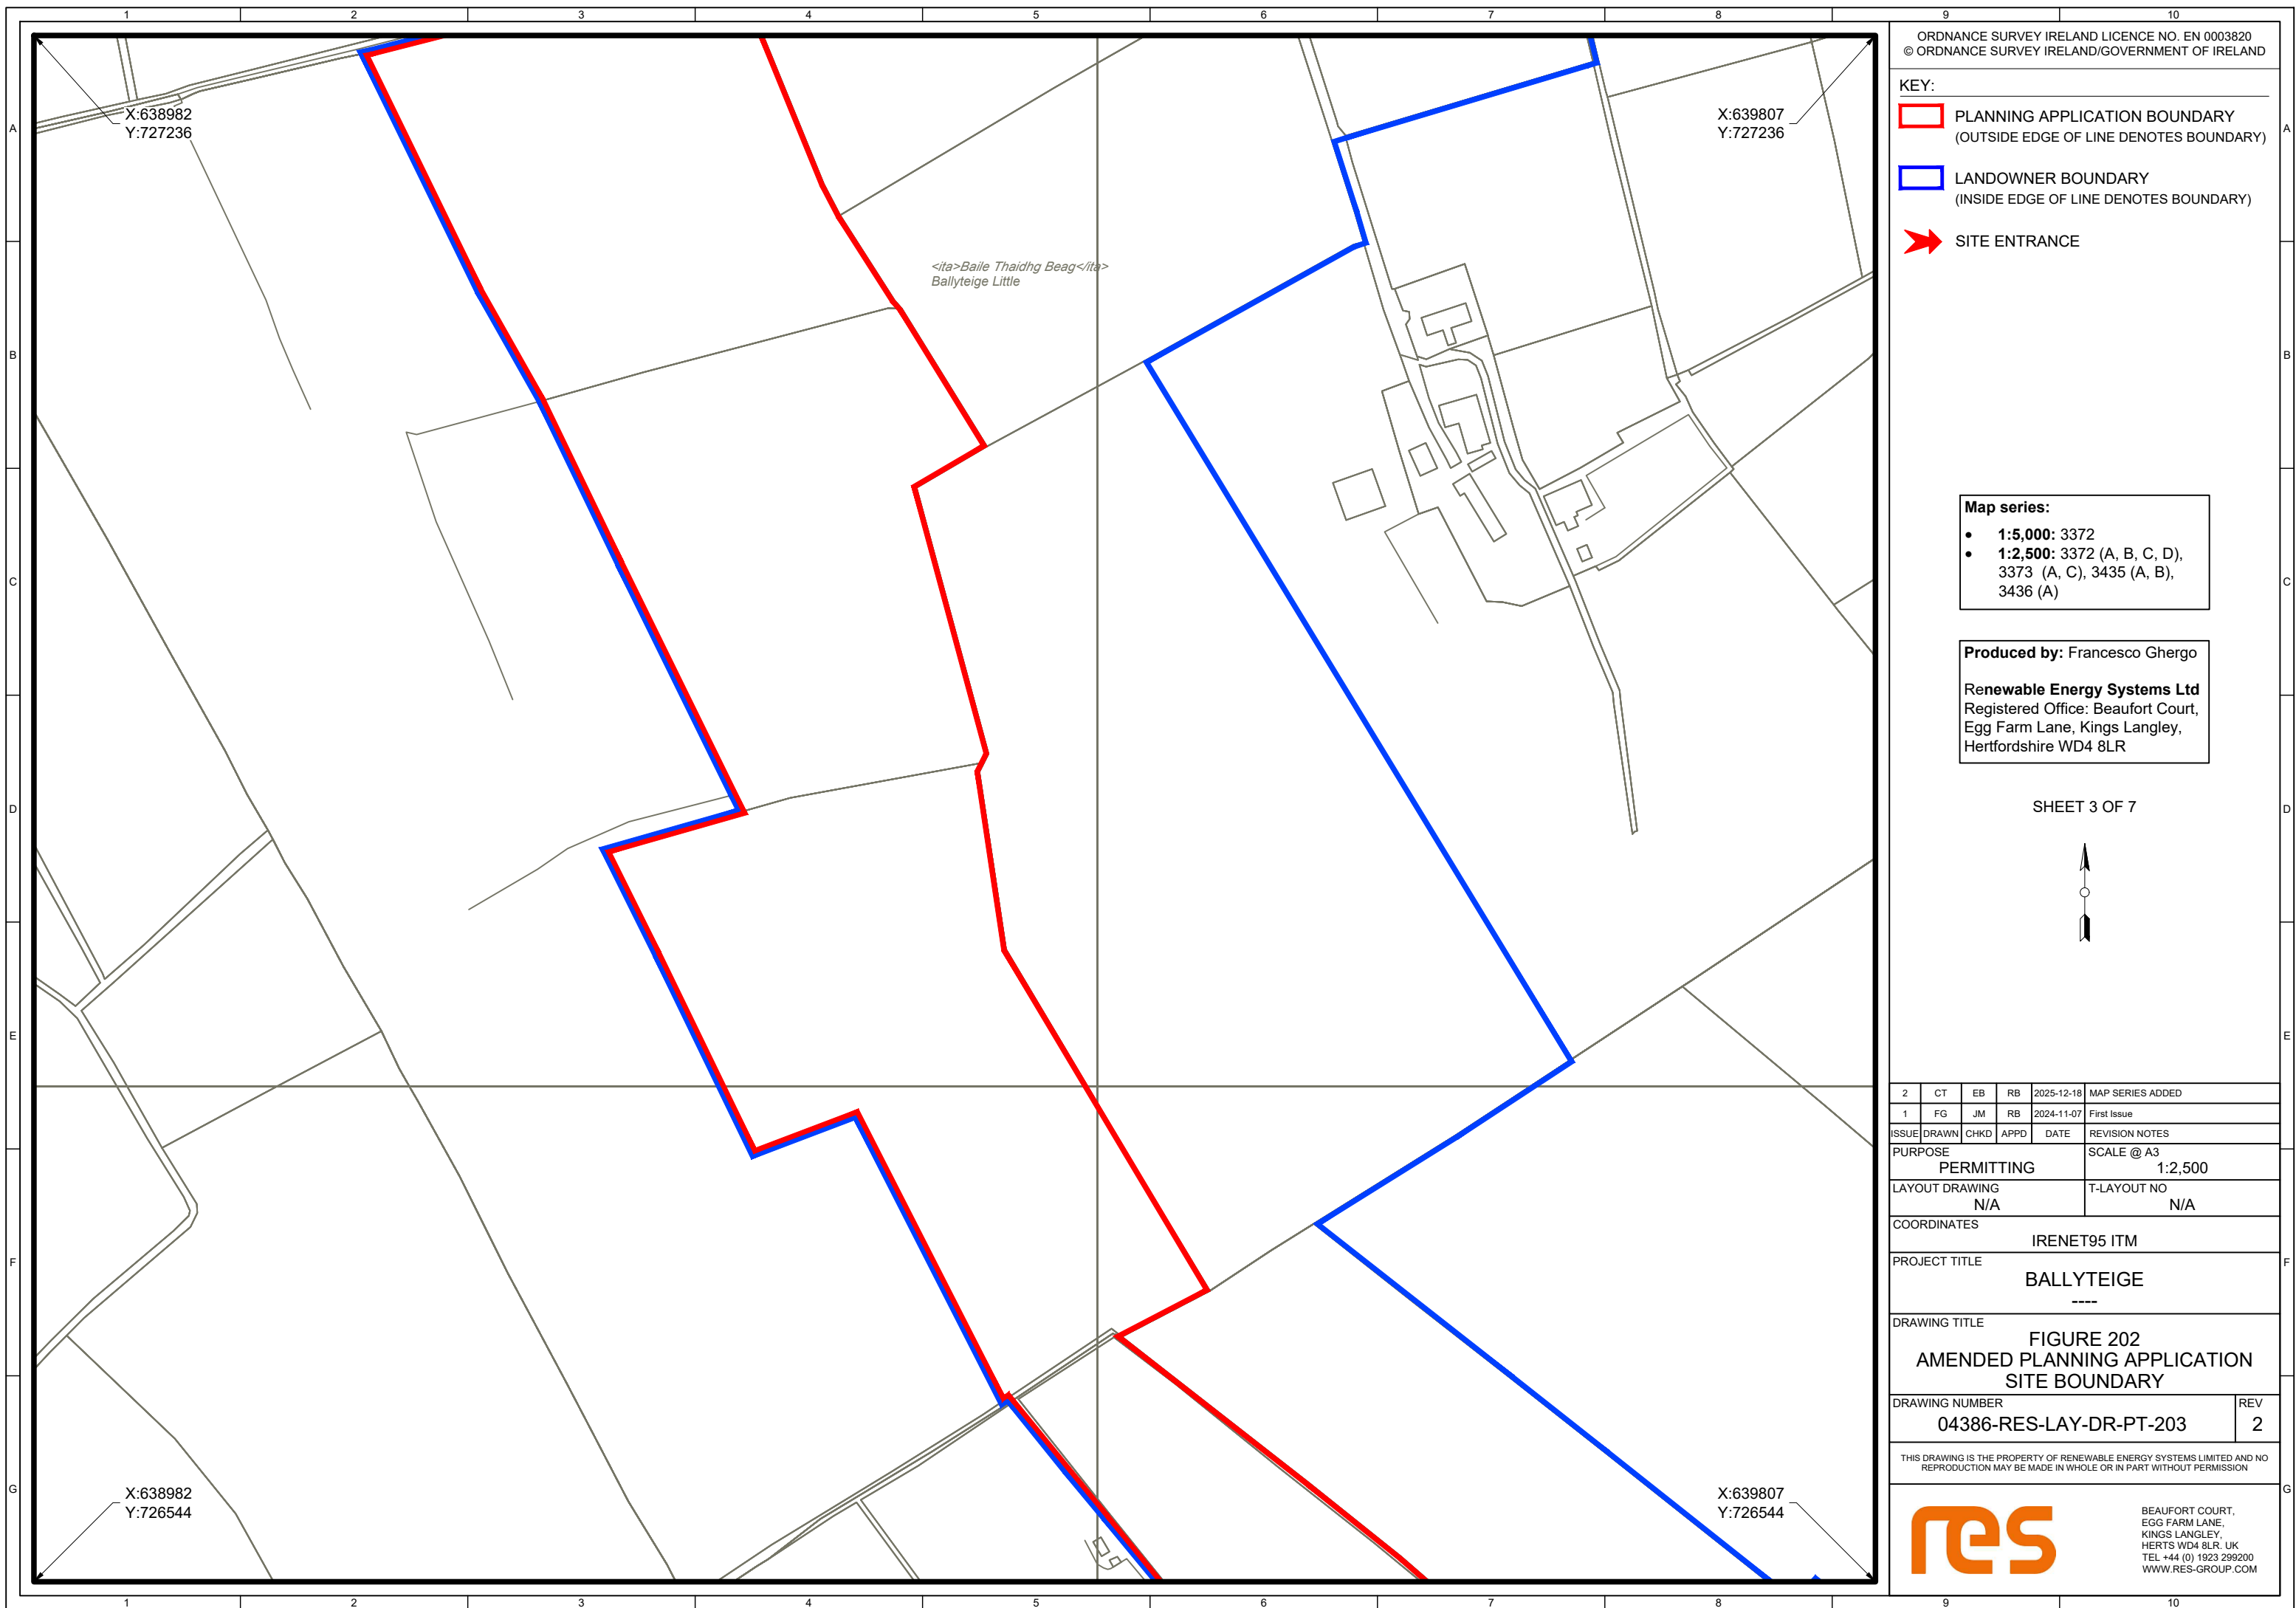 1 2 3 4 5 6 7 8 9 10
A
B
C
D
E
F
G
X:638982
Y:727236
X:639807
Y:727236
<ita>Baile Thaidhg Beag</ita>
Ballyteige Little
X:638982
Y:726544
X:639807
Y:726544
ORDNANCE SURVEY IRELAND LICENCE NO. EN 0003820
© ORDNANCE SURVEY IRELAND/GOVERNMENT OF IRELAND
KEY:
PLANNING APPLICATION BOUNDARY
(OUTSIDE EDGE OF LINE DENOTES BOUNDARY)
LANDOWNER BOUNDARY
(INSIDE EDGE OF LINE DENOTES BOUNDARY)
SITE ENTRANCE
Map series:
• 1:5,000: 3372
• 1:2,500: 3372 (A, B, C, D),
3373 (A, C), 3435 (A, B),
3436 (A)
Produced by: Francesco Ghergo
Renewable Energy Systems Ltd
Registered Office: Beaufort Court,
Egg Farm Lane, Kings Langley,
Hertfordshire WD4 8LR
SHEET 3 OF 7
2 CT EB RB 2025-12-18 MAP SERIES ADDED
1 FG JM RB 2024-11-07 First Issue
ISSUE DRAWN CHKD APPD DATE REVISION NOTES
PURPOSE
PERMITTING
SCALE @ A3
1:2,500
LAYOUT DRAWING
N/A
T-LAYOUT NO
N/A
COORDINATES
IRENET95 ITM
PROJECT TITLE
BALLYTEIGE
----
DRAWING TITLE
FIGURE 202
AMENDED PLANNING APPLICATION
SITE BOUNDARY
DRAWING NUMBER
04386-RES-LAY-DR-PT-203
REV
2
THIS DRAWING IS THE PROPERTY OF RENEWABLE ENERGY SYSTEMS LIMITED AND NO
REPRODUCTION MAY BE MADE IN WHOLE OR IN PART WITHOUT PERMISSION
res
BEAUFORT COURT,
EGG FARM LANE,
KINGS LANGLEY,
HERTS WD4 8LR. UK
TEL +44 (0) 1923 299200
WWW.RES-GROUP.COM
A
B
C
D
E
F
G
1 2 3 4 5 6 7 8 9 10